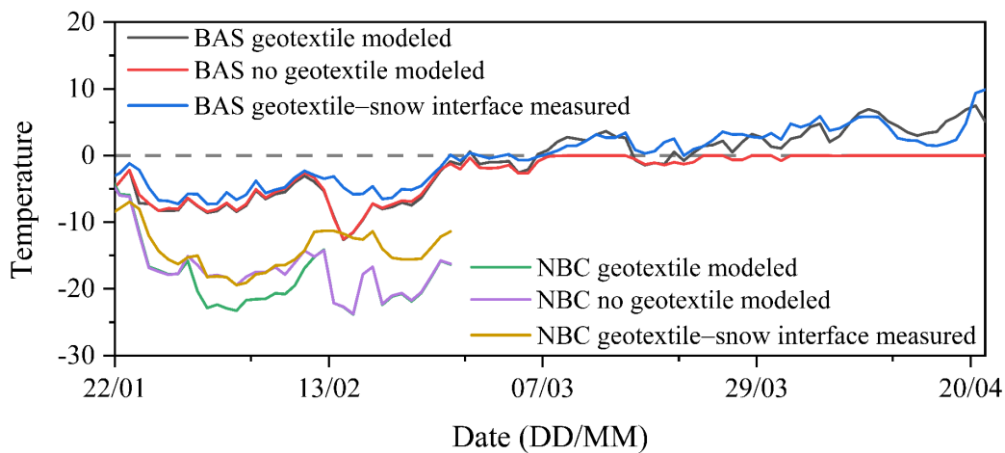 20
BAS geotextile modeled
BAS no geotextile modeled
10
BAS geotextile–snow interface measured
0
Temperature
-10
NBC geotextile modeled
-20
NBC no geotextile modeled
NBC geotextile–snow interface measured
-30
22/01 13/02 07/03 29/03 20/04
Date (DD/MM)